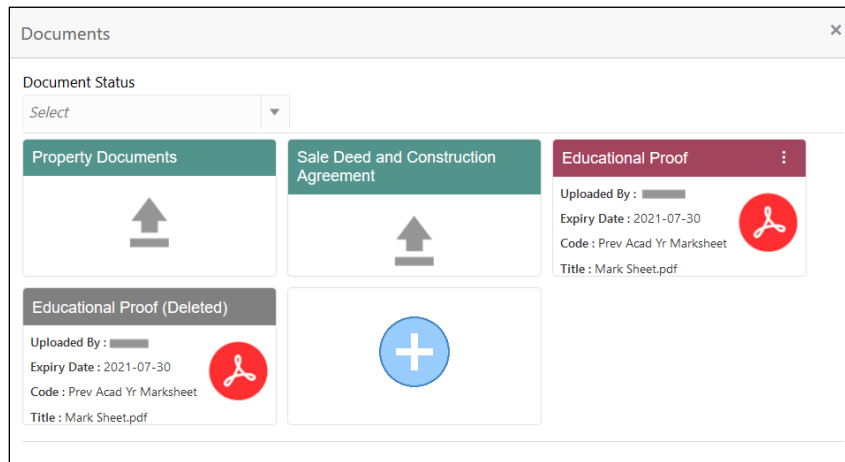 Documents
Document Status
Select
Property Documents
Sale Deed and Construction
Agreement
Educational Proof
Uploaded By :
Expiry Date : 2021-07-30
Code : Prev Acad Yr Marksheet
Title : Mark Sheet.pdf
Educational Proof (Deleted)
Uploaded By :
Expiry Date : 2021-07-30
Code : Prev Acad Yr Marksheet
Title : Mark Sheet.pdf